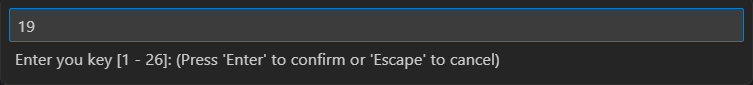 19
Enter you key [1 - 26]: (Press 'Enter' to confirm or 'Escape' to cancel)